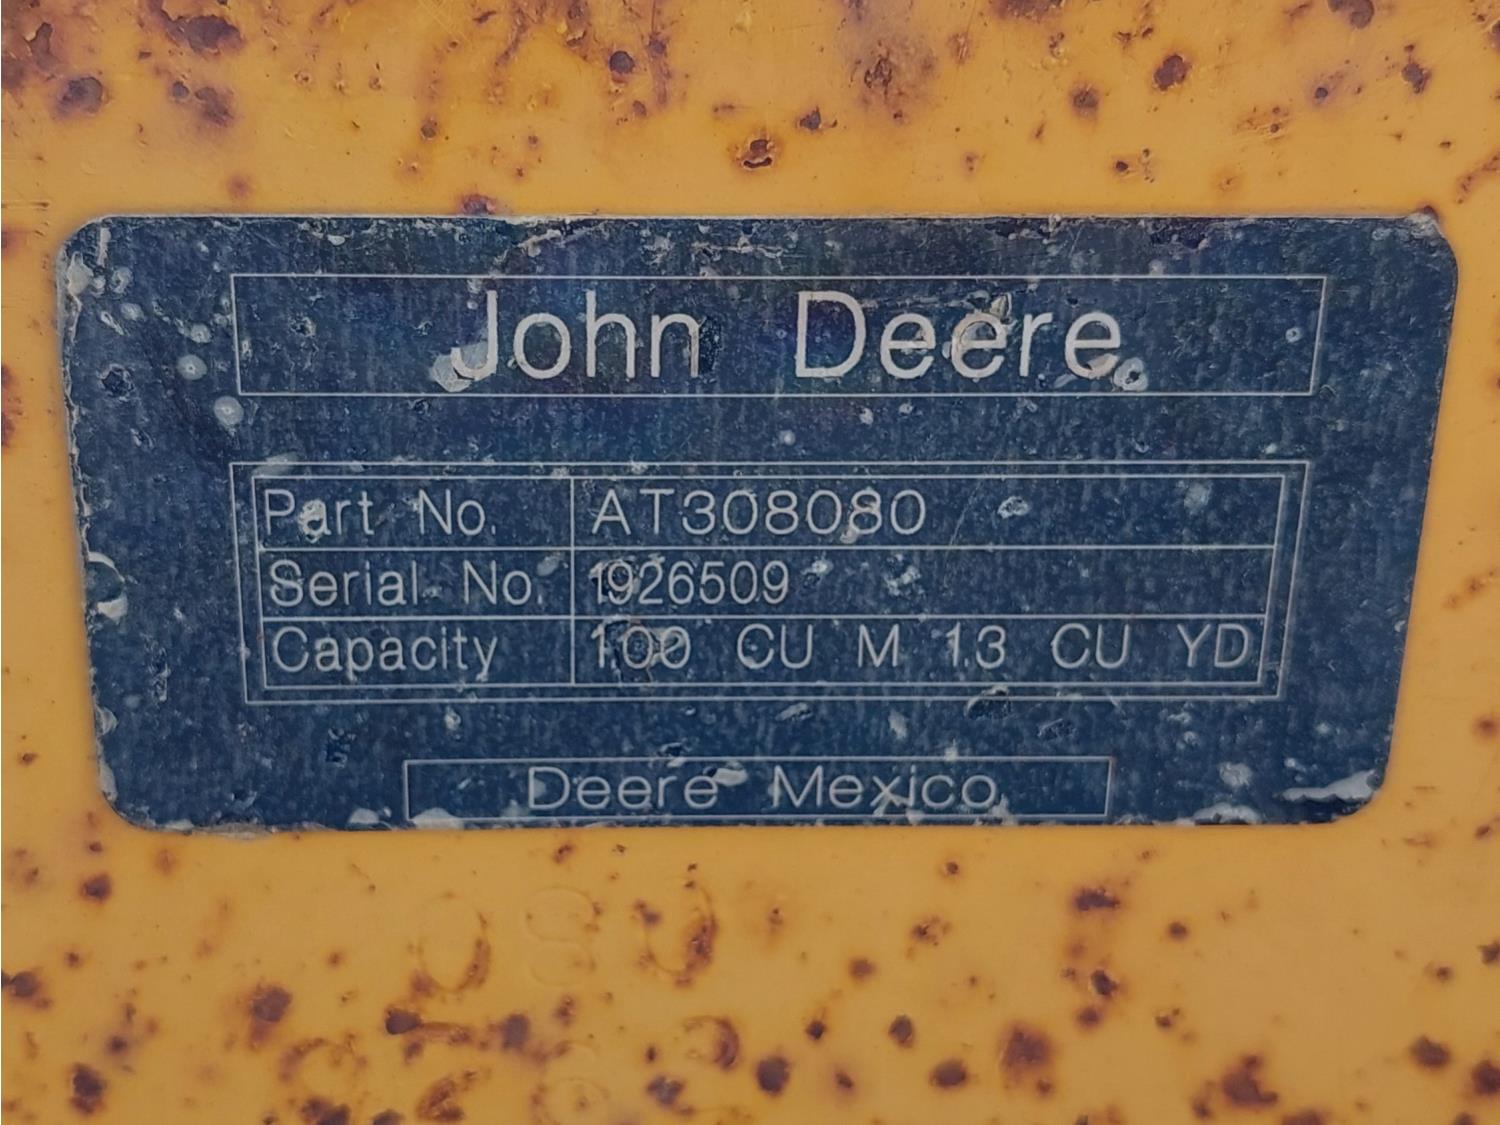 John Deere
Part No. AT308080
Serial No. 1926509
Capacity 1.00 CU M 1.3 CU YD
Deere Mexico